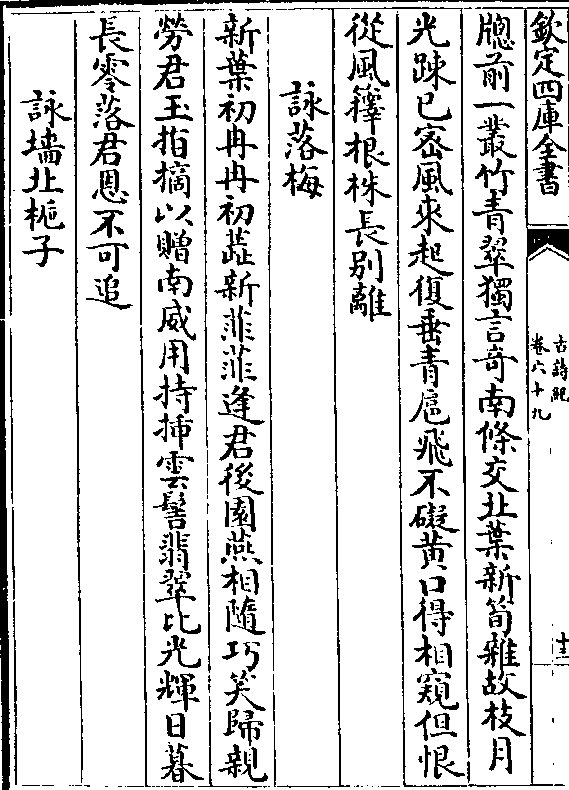 欽定四庫全書
古詩紀
卷六十九
十三
牎前一叢竹青翠獨言竒南條交北葉新筍雜故枝月
光踈已宻風來起復垂青扈飛不礙黄口得相窺但恨
從風籜根株長别離
詠落梅
新葉初冉冉初蘂新菲菲逢君後園燕相隨巧笑歸親
勞君玉指摘以贈南威用持揷雲髻翡翠比光輝日暮
長零落君恩不可追
詠墻北梔子